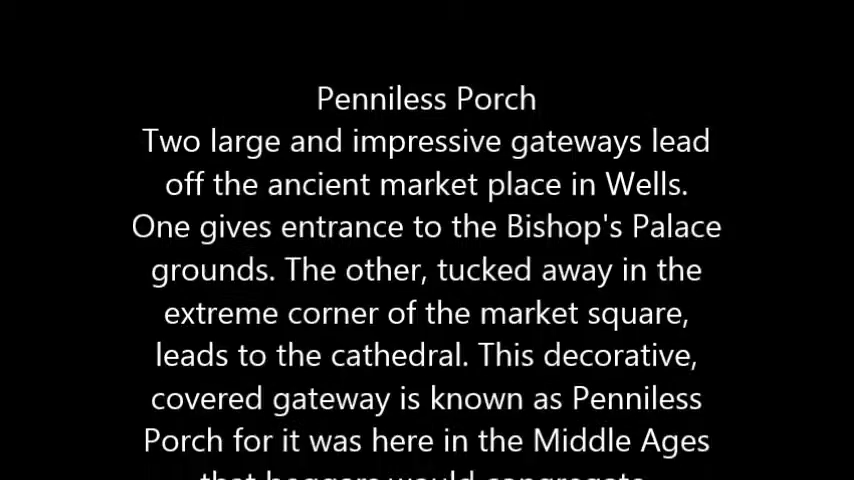 Penniless Porch
Two large and impressive gateways lead
off the ancient market place in Wells.
One gives entrance to the Bishop's Palace
grounds. The other, tucked away in the
extreme corner of the market square,
leads to the cathedral. This decorative,
covered gateway is known as Penniless
Porch for it was here in the Middle Ages
that beggars would congregate